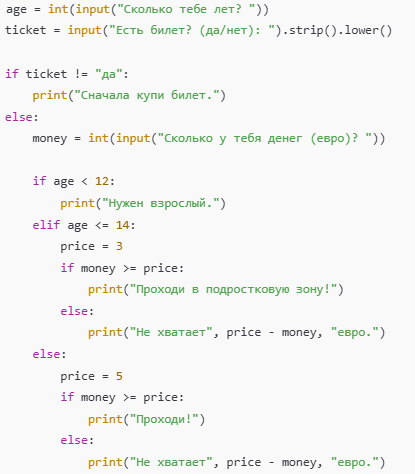 age = int(input("Сколько тебе лет? "))
ticket = input("Есть билет? (да/нет): ").strip().lower()

if ticket != "да":
    print("Сначала купи билет.")
else:
    money = int(input("Сколько у тебя денег (евро)? "))

    if age < 12:
        print("Нужен взрослый.")
    elif age <= 14:
        price = 3
        if money >= price:
            print("Проходи в подростковую зону!")
        else:
            print("Не хватает", price - money, "евро.")
    else:
        price = 5
        if money >= price:
            print("Проходи!")
        else:
            print("Не хватает", price - money, "евро.")